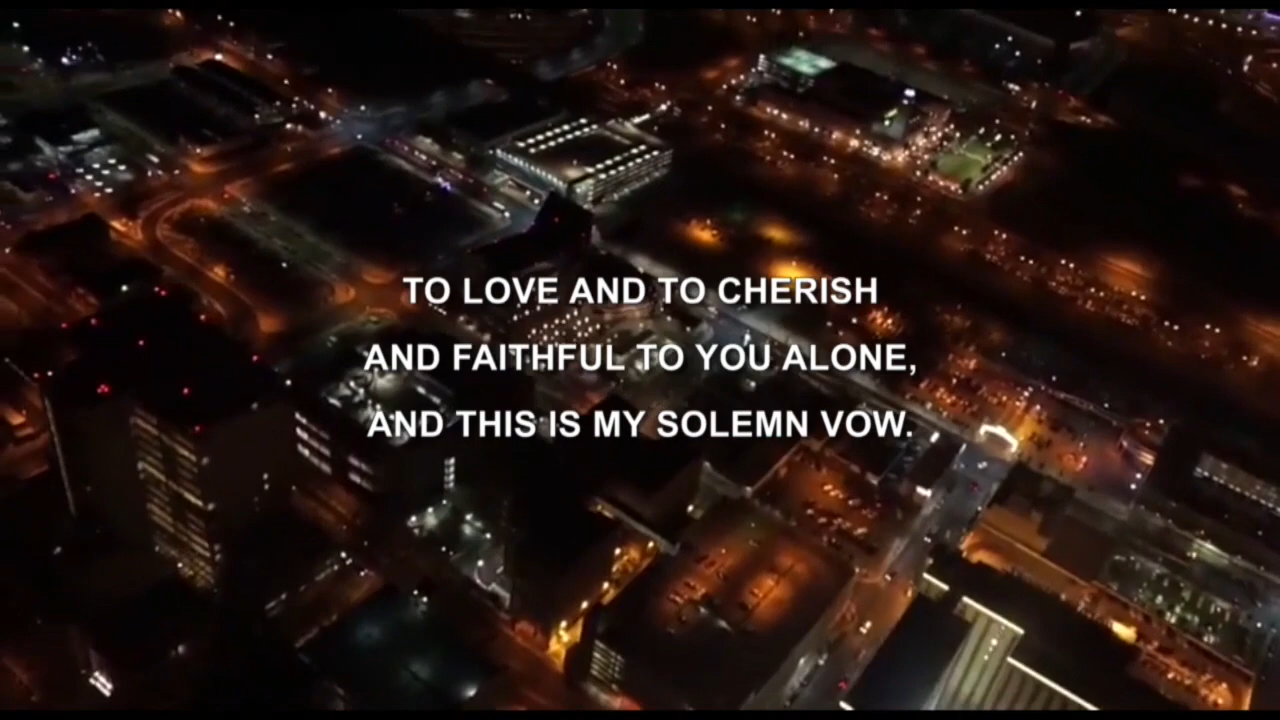 TO LOVE AND TO CHERISH
AND FAITHFUL TO YOU ALONE,
AND THIS IS MY SOLEMN VOW.